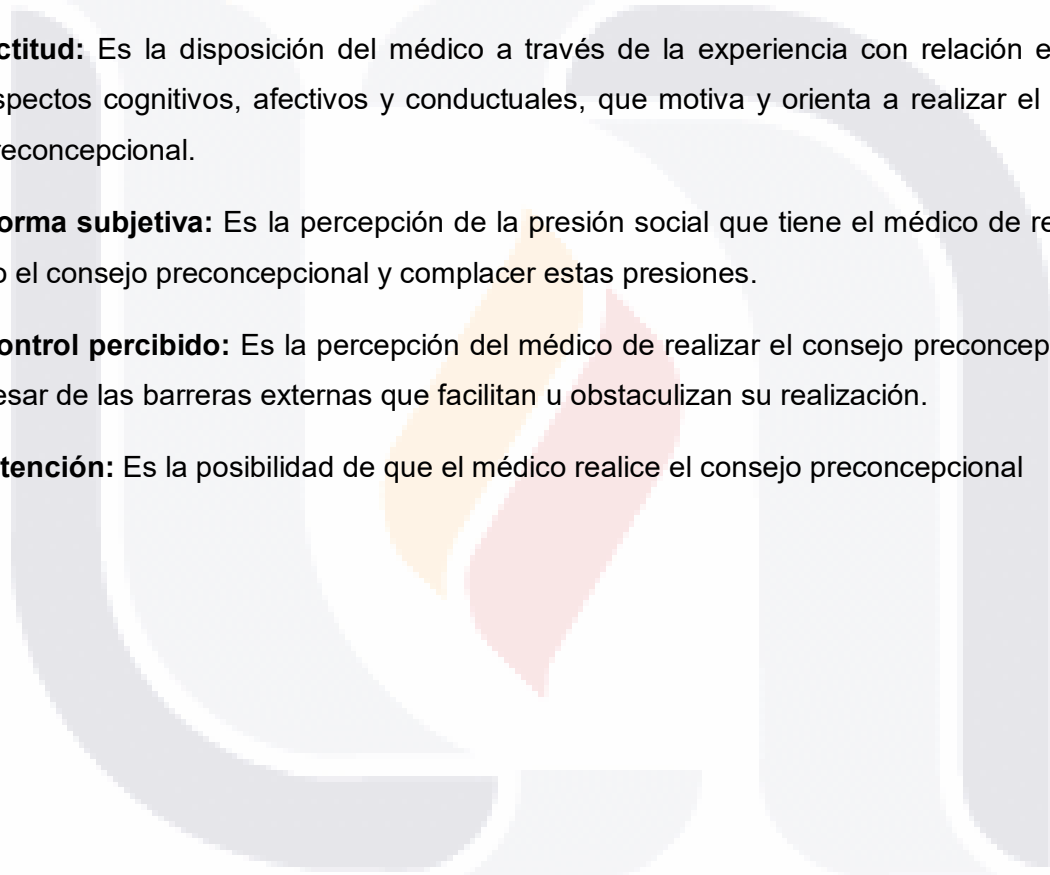 ctitud: Es la disposición del médico a través de la experiencia con relación e
spectos cognitivos, afectivos y conductuales, que motiva y orienta a realizar el
reconcepcional.
orma subjetiva: Es la percepción de la presión social que tiene el médico de re
o el consejo preconcepcional y complacer estas presiones.
ontrol percibido: Es la percepción del médico de realizar el consejo preconcep
esar de las barreras externas que facilitan u obstaculizan su realización.
tención: Es la posibilidad de que el médico realice el consejo preconcepcional